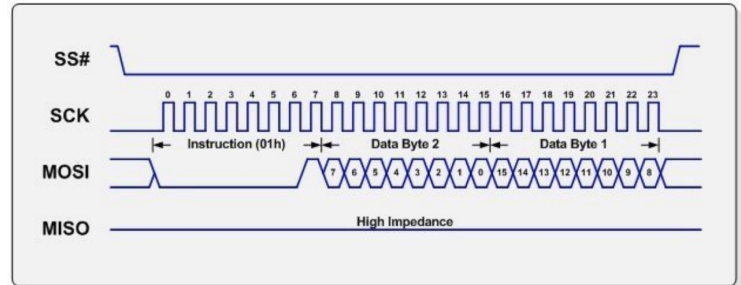 SS#
0 1 2 3 4 5 6 7 8 9 10 11 12 13 14 15 16 17 18 19 20 21 22 23
SCK
Instruction (01h) Data Byte 2 Data Byte 1
MOSI 7 6 5 4 3 2 1 0 15 14 13 12 11 10 9 8
High Impedance
MISO